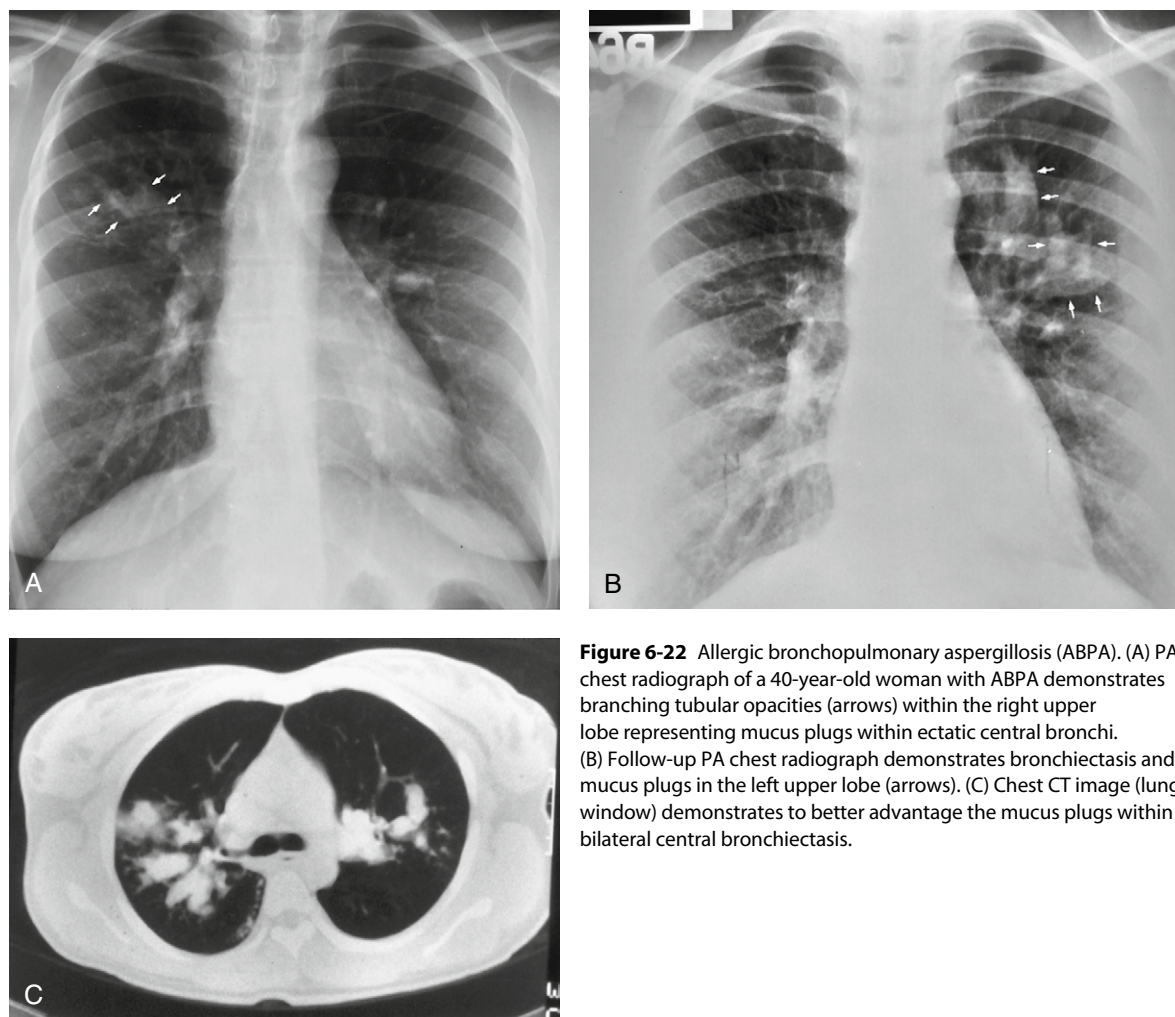 A
R64
B
C
Figure 6-22 Allergic bronchopulmonary aspergillosis (ABPA). (A) PA
chest radiograph of a 40-year-old woman with ABPA demonstrates
branching tubular opacities (arrows) within the right upper
lobe representing mucus plugs within ectatic central bronchi.
(B) Follow-up PA chest radiograph demonstrates bronchiectasis and
mucus plugs in the left upper lobe (arrows). (C) Chest CT image (lung
window) demonstrates to better advantage the mucus plugs within
bilateral central bronchiectasis.
W